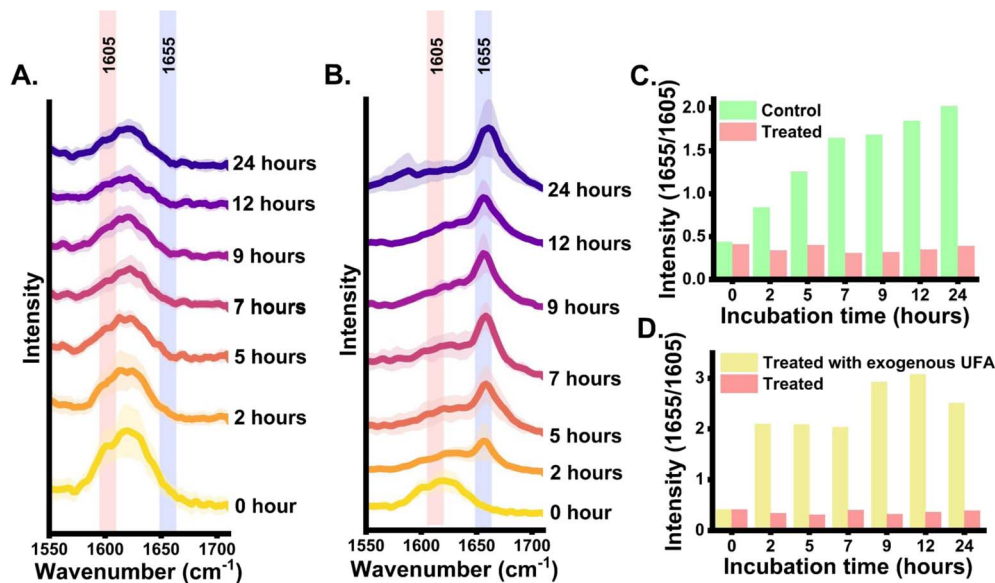 A.
1605
1655
24 hours
12 hours
9 hours
7 hours
5 hours
2 hours
0 hour
Intensity
1550 1600 1650 1700
Wavenumber (cm⁻¹)
B.
1605
1655
24 hours
12 hours
9 hours
7 hours
5 hours
2 hours
0 hour
Intensity
1550 1600 1650 1700
Wavenumber (cm⁻¹)
C.
Control
Treated
2.0
1.5
1.0
0.5
0.0
Intensity (1655/1605)
0 2 5 7 9 12 24
Incubation time (hours)
D.
Treated with exogenous UFA
Treated
3
2
1
0
Intensity (1655/1605)
0 2 5 7 9 12 24
Incubation time (hours)